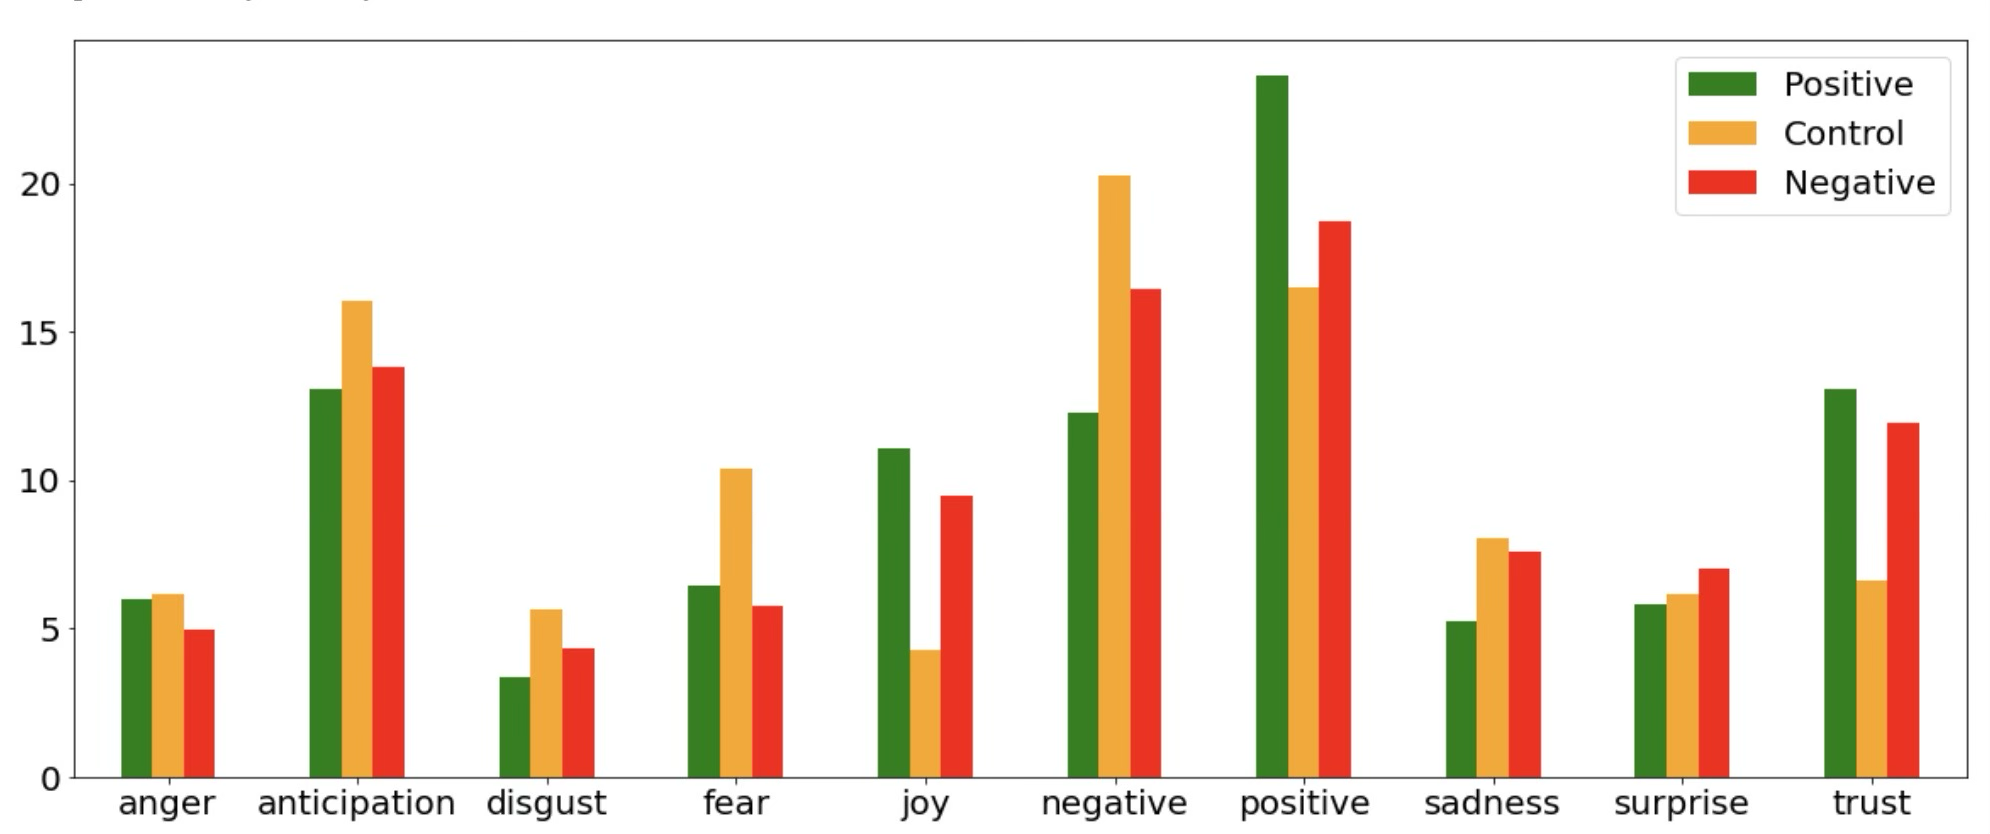 Positive
Control
Negative
20
15
10
5
0
anger anticipation disgust fear joy negative positive sadness surprise trust